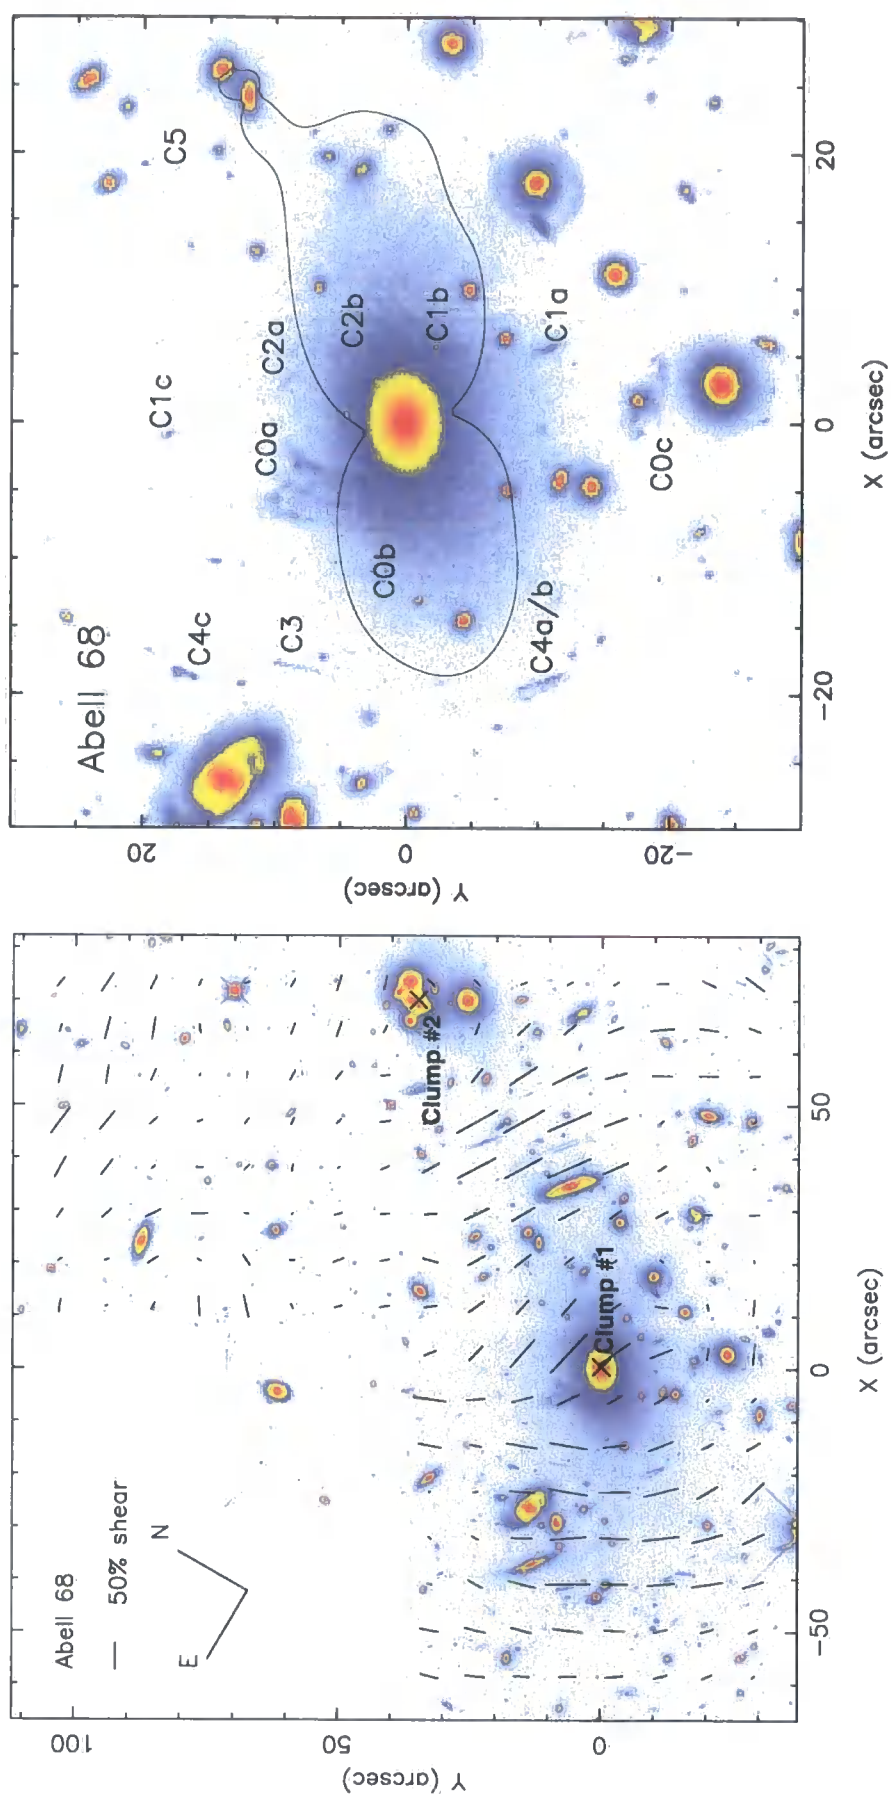 Abell 68
C5
C1c
C2a
C0a
C2b
C1b
C1a
C0b
C0c
C4c
C3
C4a/b
20
0
−20
Y (arcsec)
−20
0
20
X (arcsec)
Abell 68
50% shear
N
E
Clump #2
Clump #1
100
50
0
Y (arcsec)
−50
0
50
X (arcsec)